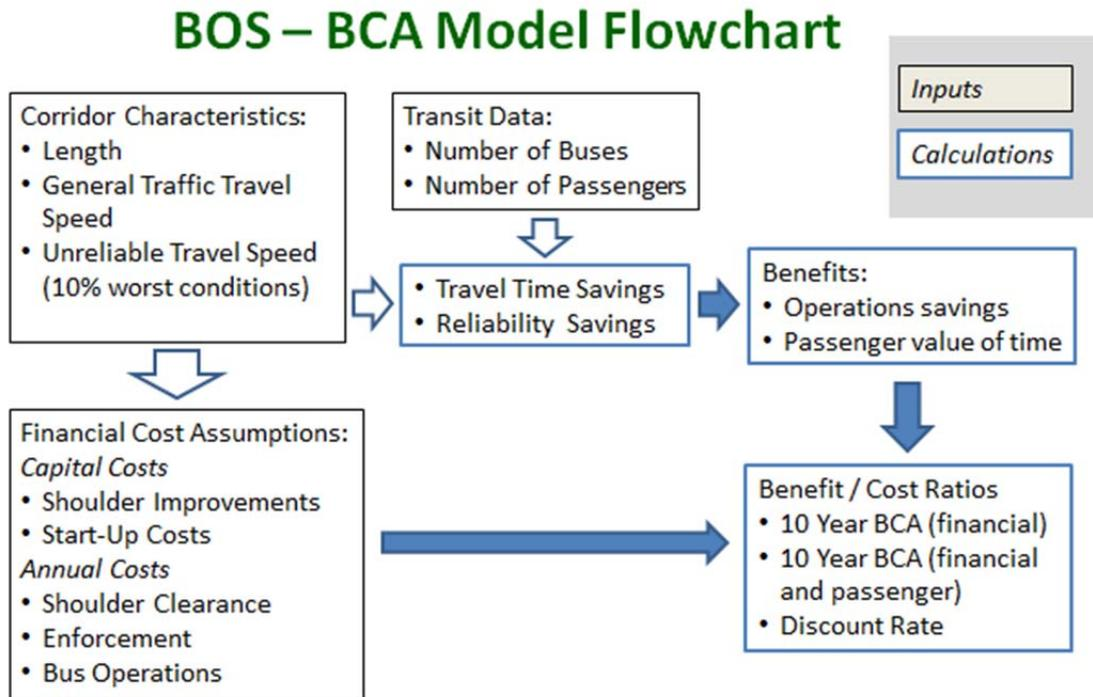 BOS – BCA Model Flowchart
Inputs
Calculations
Corridor Characteristics:
• Length
• General Traffic Travel
Speed
• Unreliable Travel Speed
(10% worst conditions)
Transit Data:
• Number of Buses
• Number of Passengers
• Travel Time Savings
• Reliability Savings
Benefits:
• Operations savings
• Passenger value of time
Financial Cost Assumptions:
Capital Costs
• Shoulder Improvements
• Start-Up Costs
Annual Costs
• Shoulder Clearance
• Enforcement
• Bus Operations
Benefit / Cost Ratios
• 10 Year BCA (financial)
• 10 Year BCA (financial
and passenger)
• Discount Rate